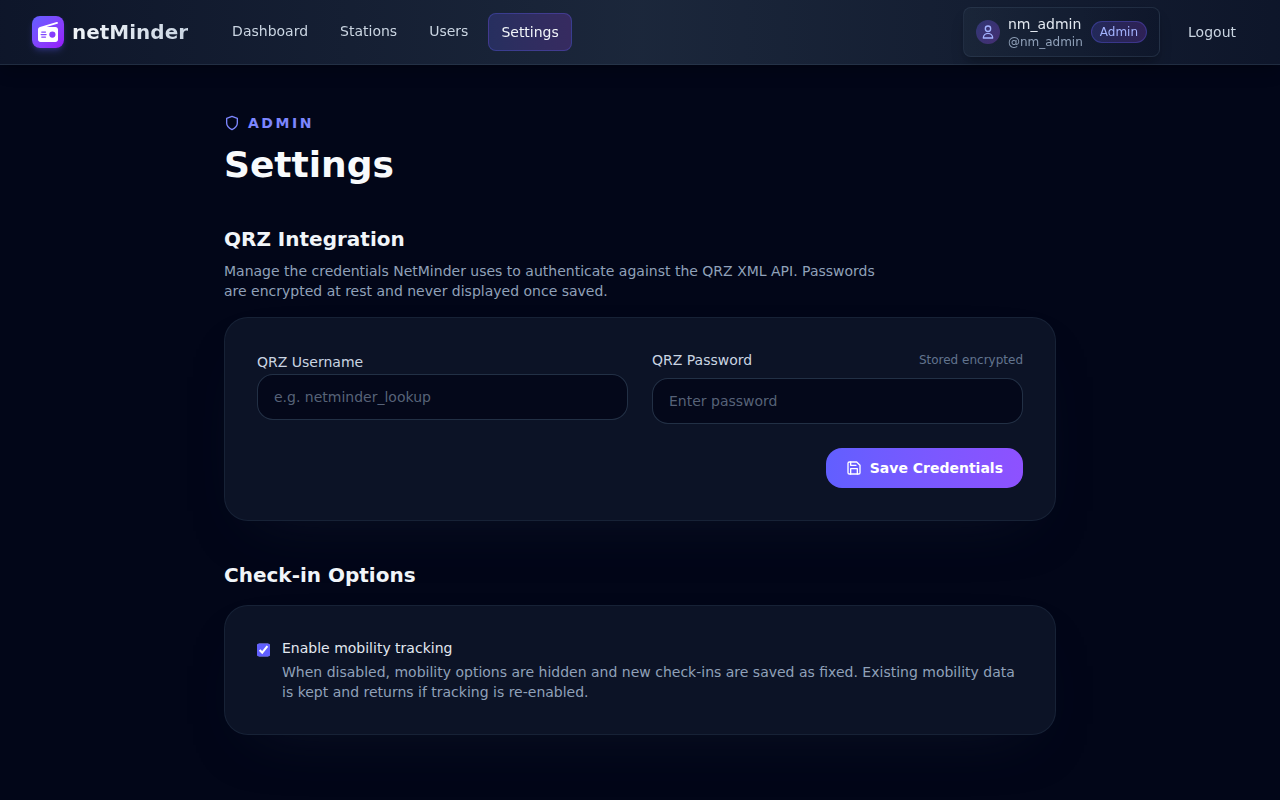 netMinder
Dashboard
Stations
Users
Settings
nm_admin
@nm_admin
Admin
Logout
ADMIN
Settings
QRZ Integration
Manage the credentials NetMinder uses to authenticate against the QRZ XML API. Passwords
are encrypted at rest and never displayed once saved.
QRZ Username
e.g. netminder_lookup
QRZ Password
Stored encrypted
Enter password
Save Credentials
Check-in Options
Enable mobility tracking
When disabled, mobility options are hidden and new check-ins are saved as fixed. Existing mobility data
is kept and returns if tracking is re-enabled.